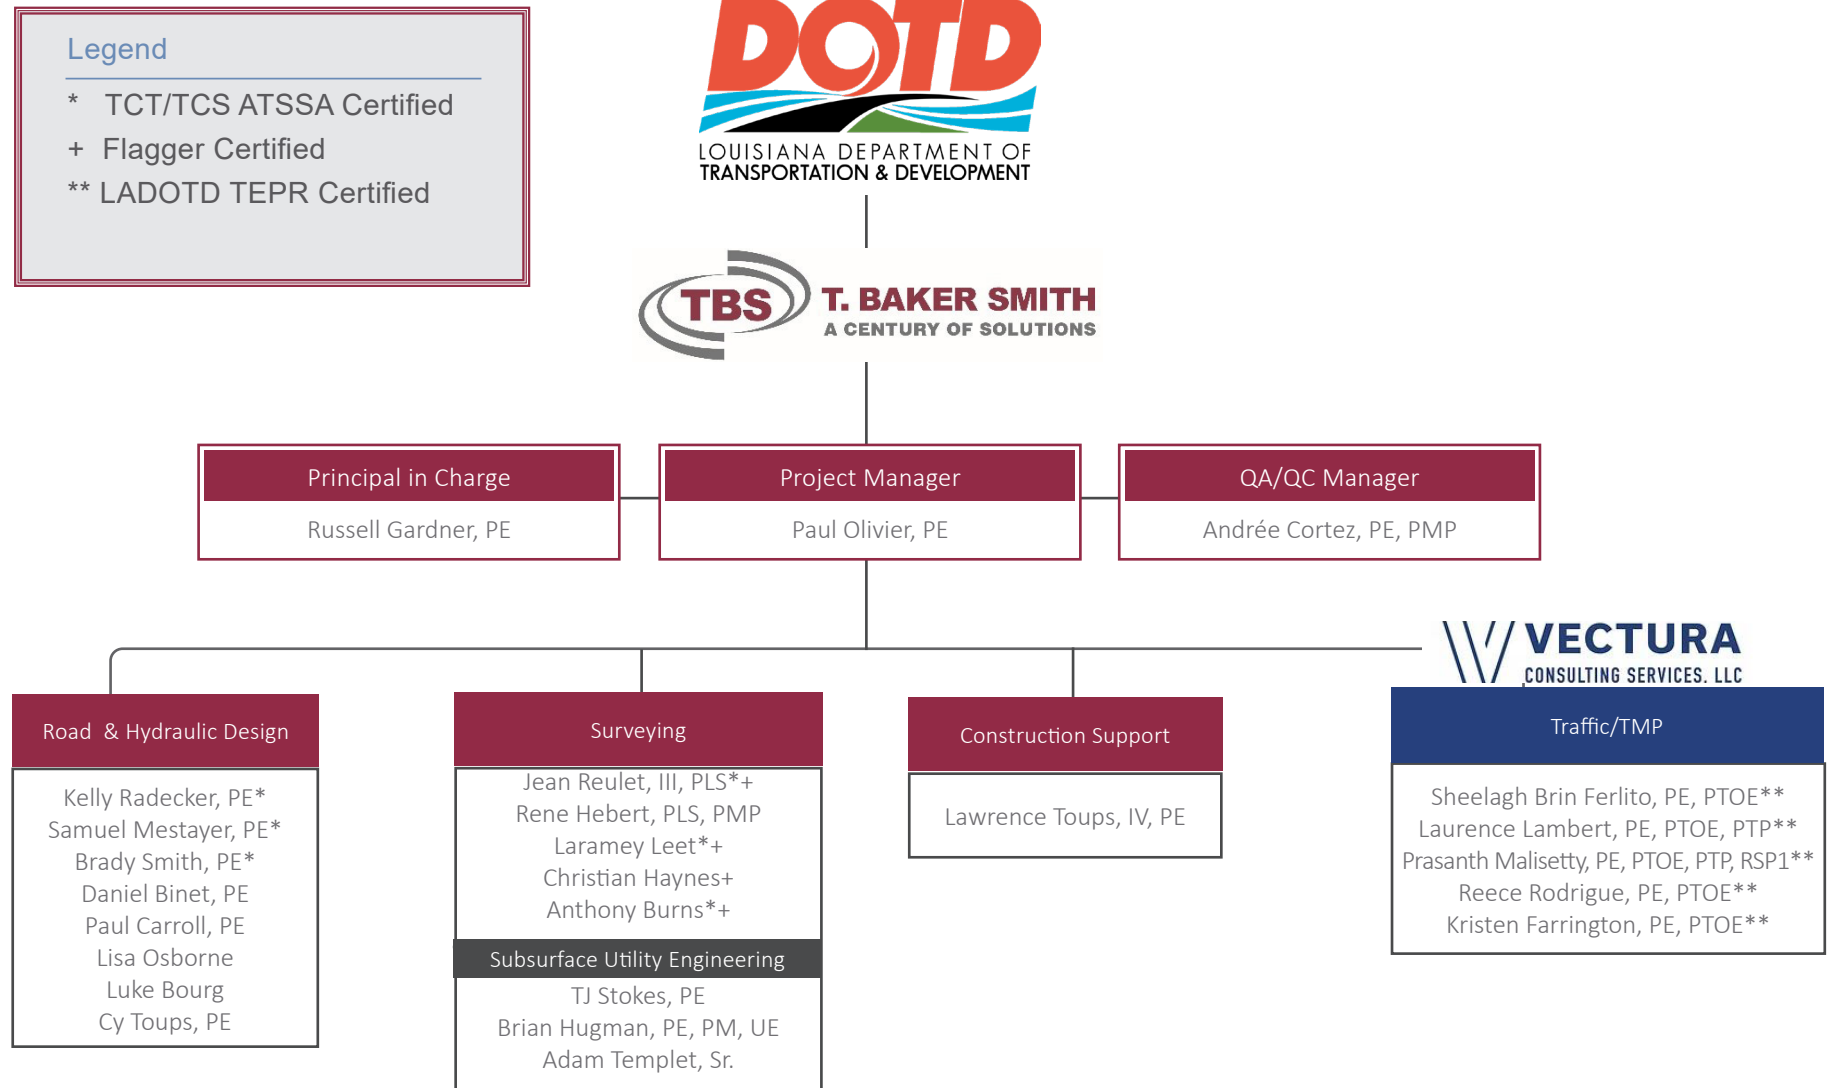 Legend
* TCT/TCS ATSSA Certified
+ Flagger Certified
** LADOTD TEPR Certified
DOTD
LOUISIANA DEPARTMENT OF
TRANSPORTATION & DEVELOPMENT
TBS
T. BAKER SMITH
A CENTURY OF SOLUTIONS
Principal in Charge
Russell Gardner, PE
Project Manager
Paul Olivier, PE
QA/QC Manager
Andrée Cortez, PE, PMP
VECTURA
CONSULTING SERVICES, LLC
Road & Hydraulic Design
Kelly Radecker, PE*
Samuel Mestayer, PE*
Brady Smith, PE*
Daniel Binet, PE
Paul Carroll, PE
Lisa Osborne
Luke Bourg
Cy Toups, PE
Surveying
Jean Reulet, III, PLS*+
Rene Hebert, PLS, PMP
Laramey Leet*+
Christian Haynes+
Anthony Burns*+
Subsurface Utility Engineering
TJ Stokes, PE
Brian Hugman, PE, PM, UE
Adam Templet, Sr.
Construction Support
Lawrence Toups, IV, PE
Traffic/TMP
Sheelagh Brin Ferlito, PE, PTOE**
Laurence Lambert, PE, PTOE, PTP**
Prasanth Malisetty, PE, PTOE, PTP, RSP1**
Reece Rodrigue, PE, PTOE**
Kristen Farrington, PE, PTOE**